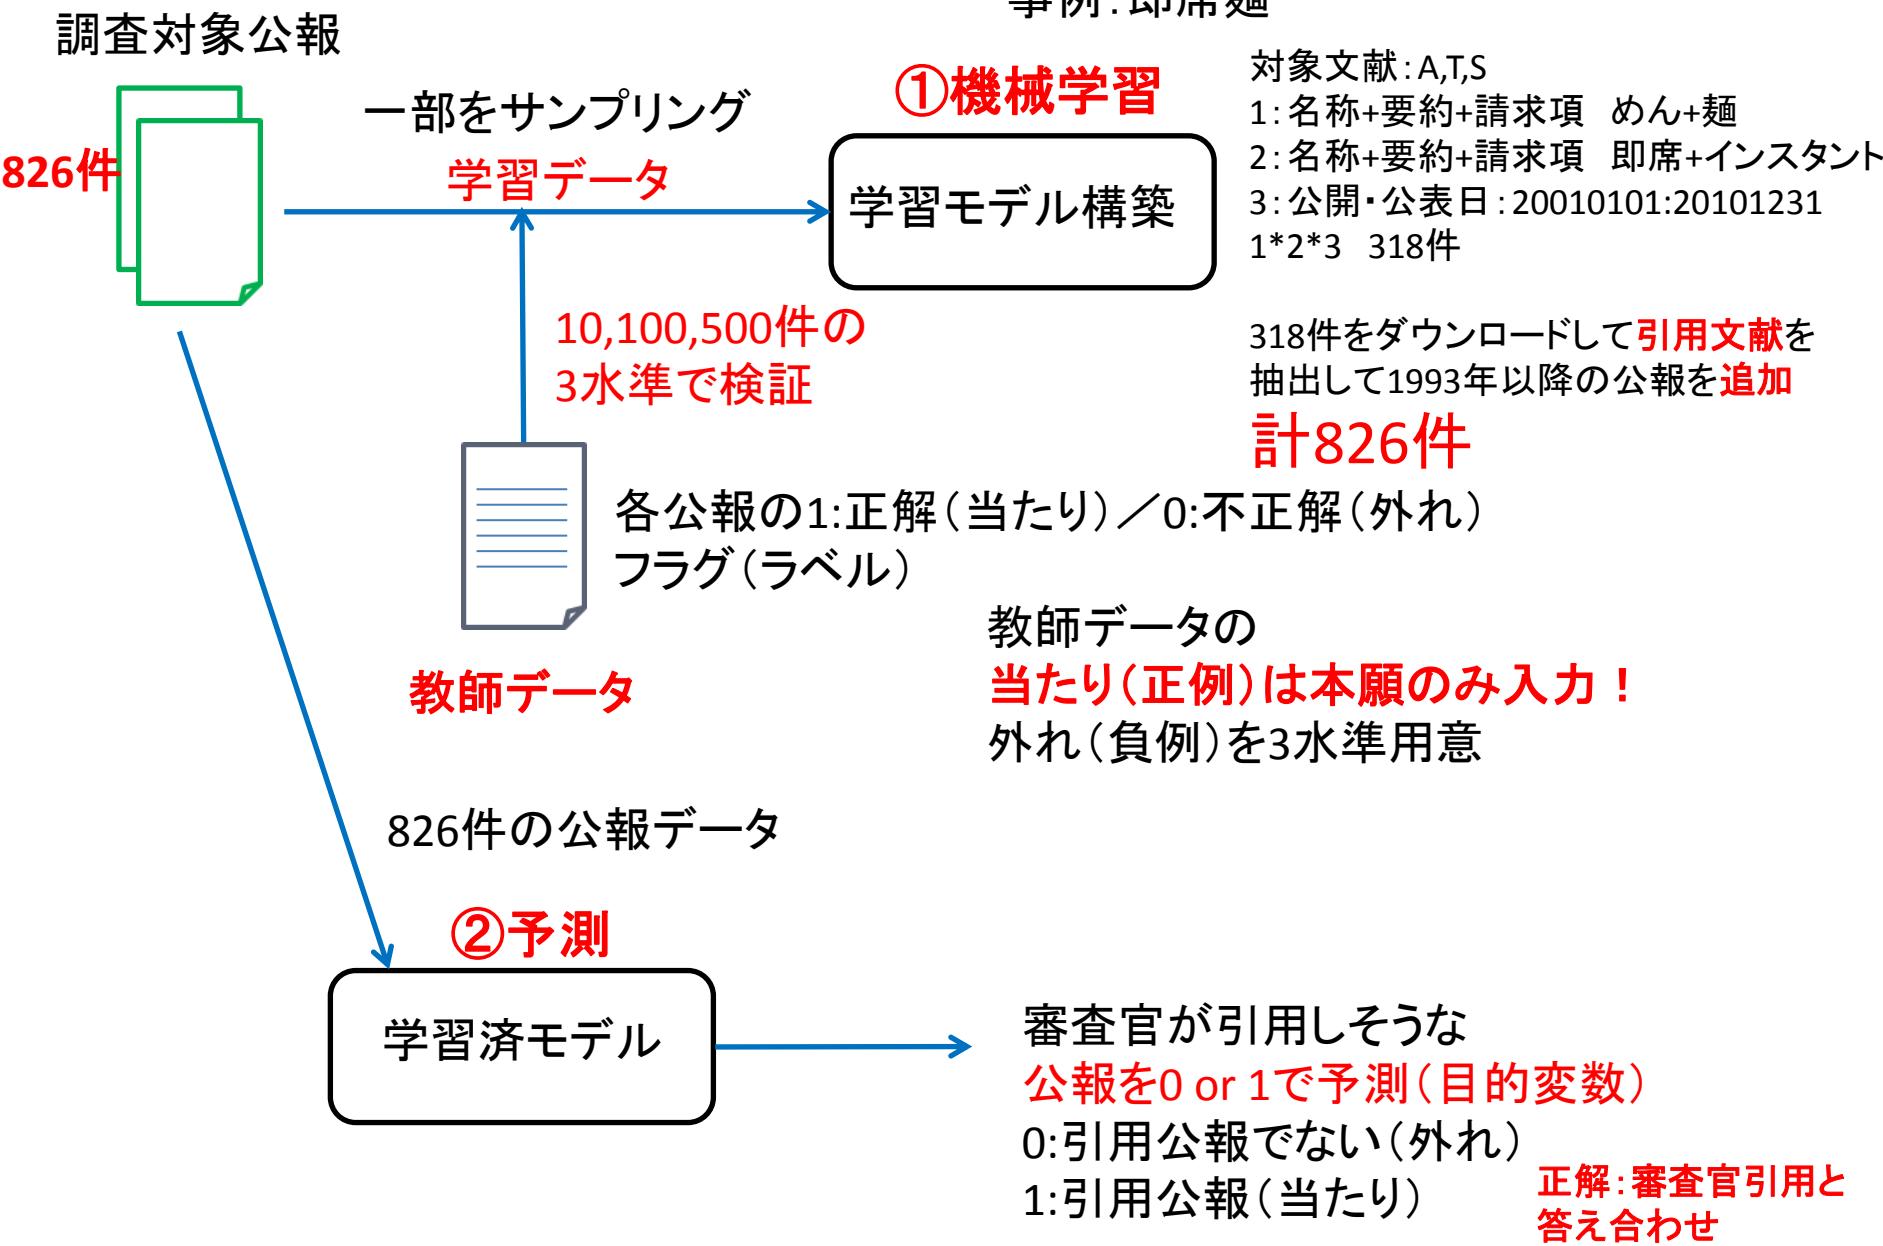 事例：即席麺
調査対象公報
826件
一部をサンプリング
学習データ
①機械学習
学習モデル構築
対象文献：A,T,S
1：名称+要約+請求項　めん+麺
2：名称+要約+請求項　即席+インスタント
3：公開・公表日：20010101:20101231
1*2*3　318件
318件をダウンロードして引用文献を
抽出して1993年以降の公報を追加
計826件
10,100,500件の
3水準で検証
各公報の1:正解（当たり）／0:不正解（外れ）
フラグ（ラベル）
教師データ
教師データの
当たり（正例）は本願のみ入力！
外れ（負例）を3水準用意
826件の公報データ
②予測
学習済モデル
審査官が引用しそうな
公報を0 or 1で予測（目的変数）
0:引用公報でない（外れ）
1:引用公報（当たり）
正解：審査官引用と
答え合わせ